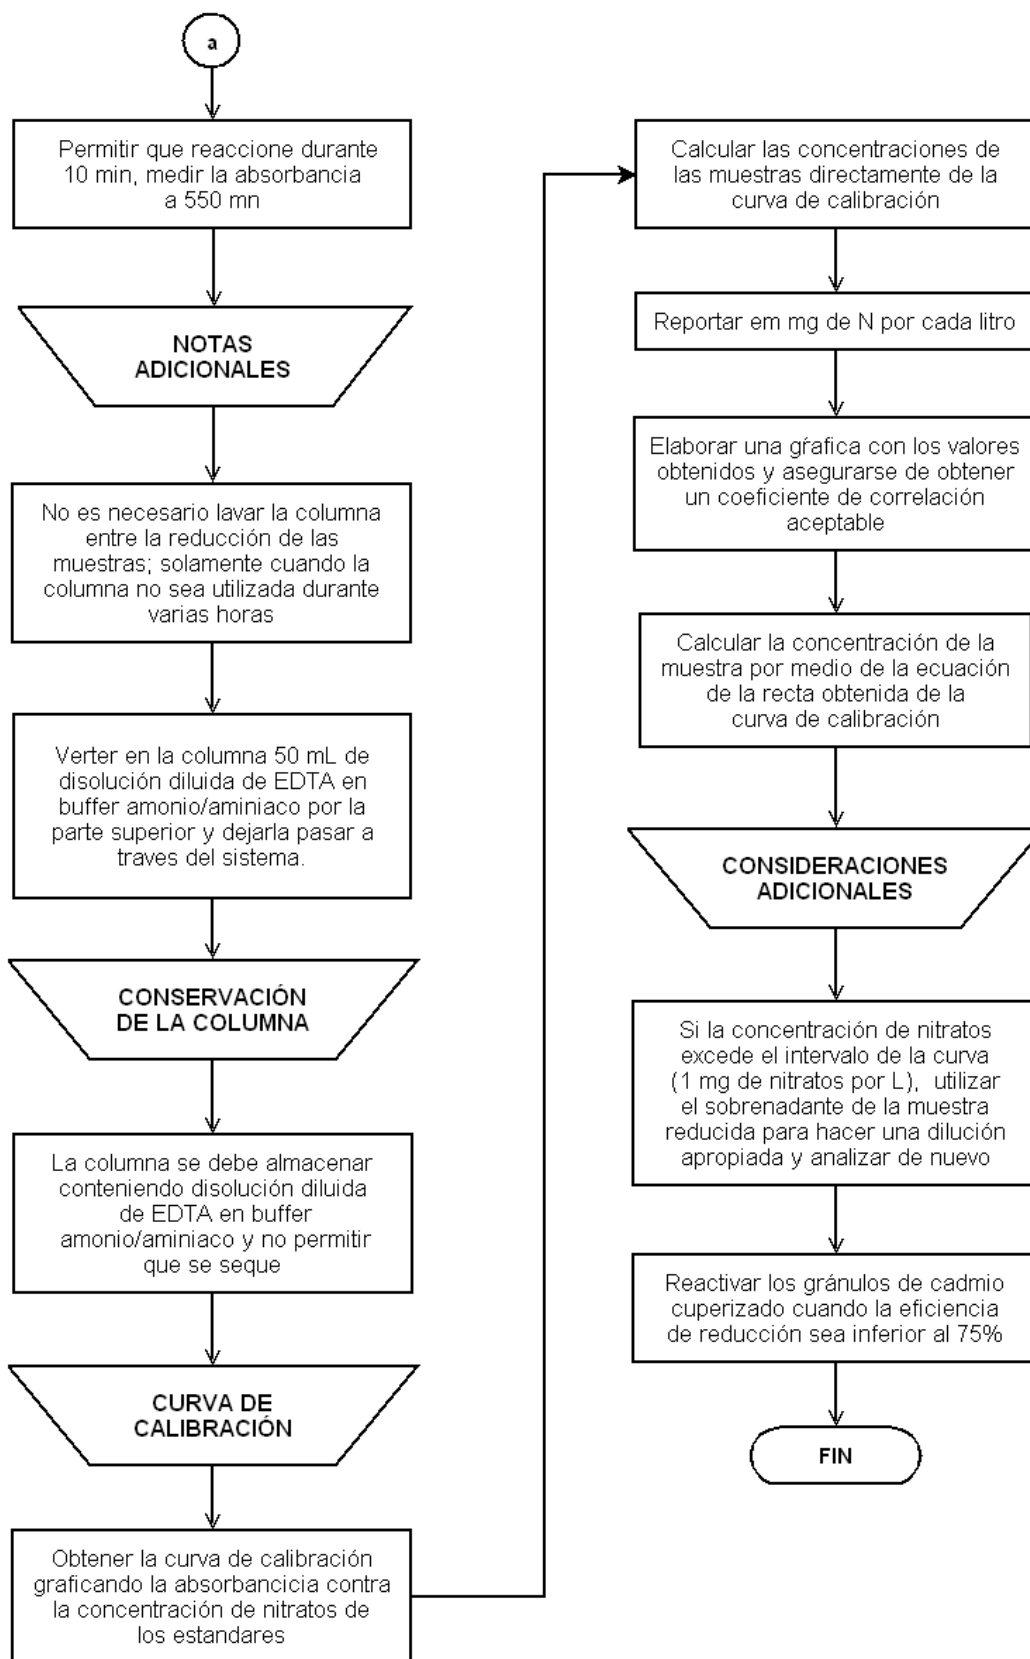 a
Permitir que reaccione durante
10 min, medir la absorbancia
a 550 mn
NOTAS
ADICIONALES
No es necesario lavar la columna
entre la reducción de las
muestras; solamente cuando la
columna no sea utilizada durante
varias horas
Verter en la columna 50 mL de
disolución diluida de EDTA en
buffer amonio/aminiaco por la
parte superior y dejarla pasar a
traves del sistema.
CONSERVACIÓN
DE LA COLUMNA
La columna se debe almacenar
conteniendo disolución diluida
de EDTA en buffer
amonio/aminiaco y no permitir
que se seque
CURVA DE
CALIBRACIÓN
Obtener la curva de calibración
graficando la absorbancicia contra
la concentración de nitratos de
los estandares
Calcular las concentraciones de
las muestras directamente de la
curva de calibración
Reportar em mg de N por cada litro
Elaborar una gŕafica con los valores
obtenidos y asegurarse de obtener
un coeficiente de correlación
aceptable
Calcular la concentración de la
muestra por medio de la ecuación
de la recta obtenida de la
curva de calibración
CONSIDERACIONES
ADICIONALES
Si la concentración de nitratos
excede el intervalo de la curva
(1 mg de nitratos por L), utilizar
el sobrenadante de la muestra
reducida para hacer una dilución
apropiada y analizar de nuevo
Reactivar los gránulos de cadmio
cuperizado cuando la eficiencia
de reducción sea inferior al 75%
FIN